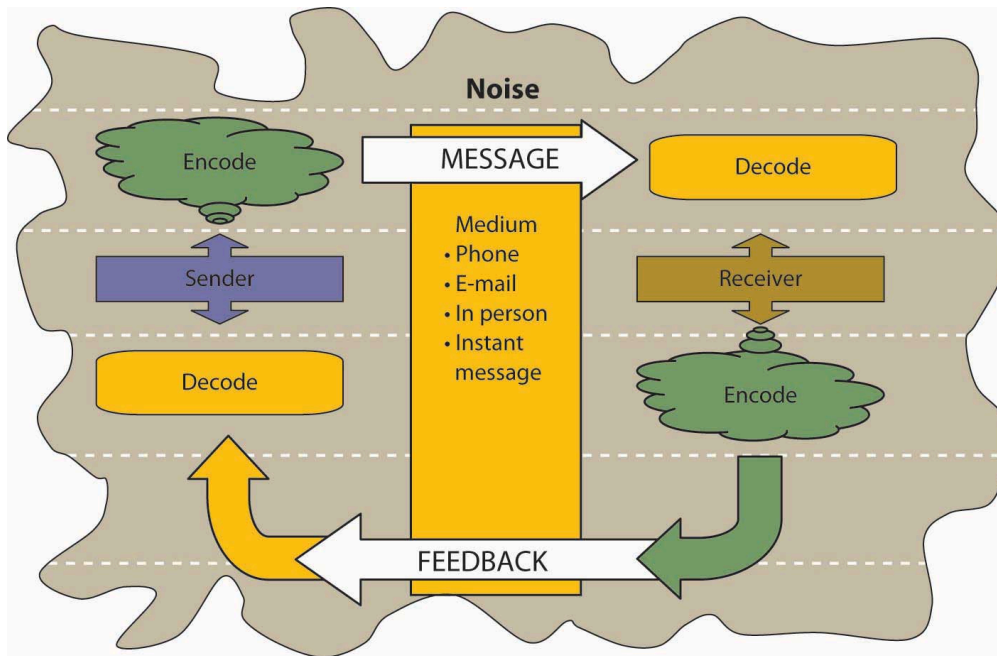 Noise
Encode
MESSAGE
Decode
Medium
• Phone
• E-mail
• In person
• Instant
message
Sender
Receiver
Decode
Encode
FEEDBACK